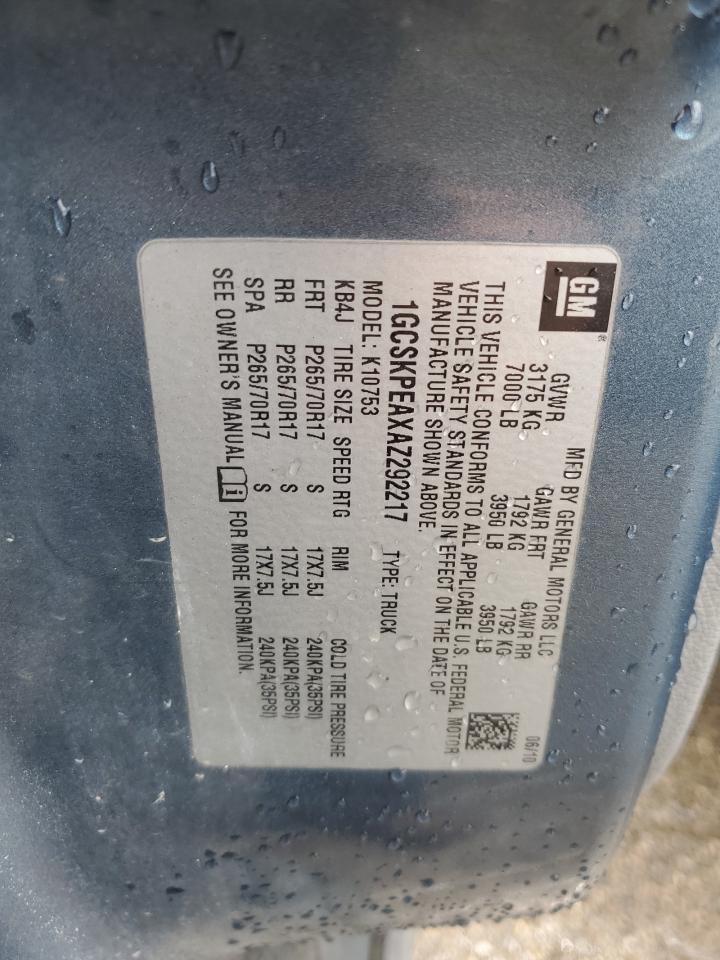 GM®
MFD BY GENERAL MOTORS LLC 06/10
GVWR GAWR FRT GAWR RR
3175 KG 1792 KG 1792 KG
7000 LB 3950 LB 3950 LB
THIS VEHICLE CONFORMS TO ALL APPLICABLE U.S. FEDERAL MOTOR
VEHICLE SAFETY STANDARDS IN EFFECT ON THE DATE OF
MANUFACTURE SHOWN ABOVE.
1GCSKPEAXAZ292217 TYPE: TRUCK
MODEL: K10753
KB4J TIRE SIZE SPEED RTG RIM COLD TIRE PRESSURE
FRT P265/70R17 S 17X7.5J 240KPA(35PSI)
RR P265/70R17 S 17X7.5J 240KPA(35PSI)
SPA P265/70R17 S 17X7.5J 240KPA(35PSI)
SEE OWNER'S MANUAL i FOR MORE INFORMATION.